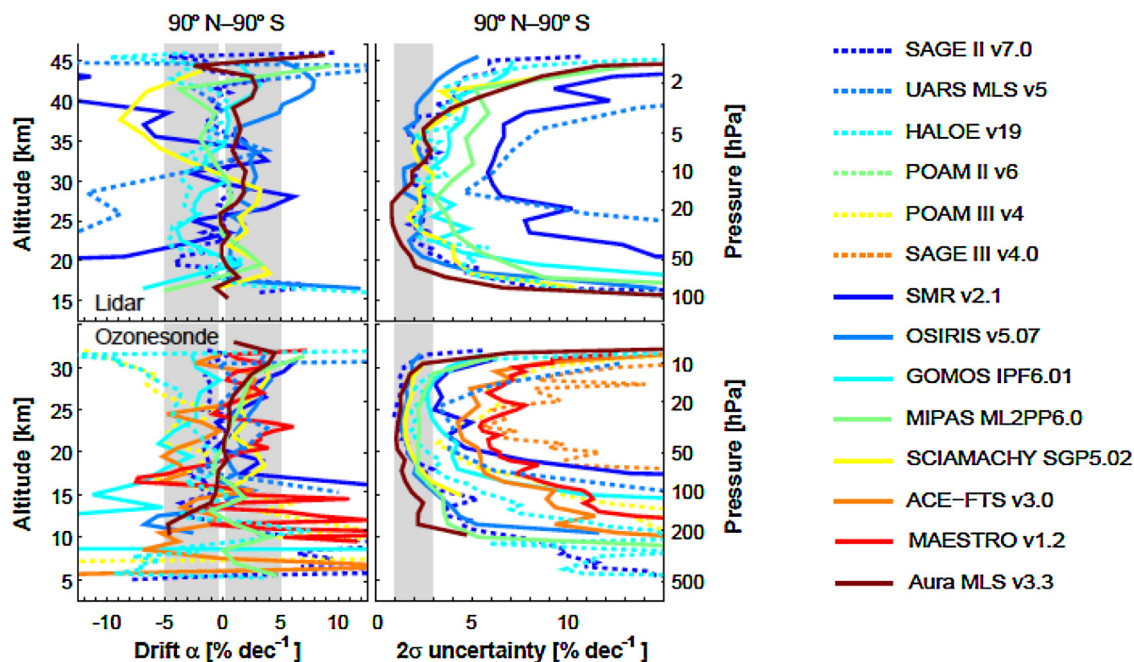 90° N–90° S
90° N–90° S
Altitude [km]
45
40
35
30
25
20
15
Lidar
2
5
10
20
50
100
Pressure [hPa]
Altitude [km]
Ozonesonde
30
25
20
15
10
5
10
20
50
100
200
500
Pressure [hPa]
-10
-5
0
5
10
Drift α [% dec⁻¹]
0
5
10
2σ uncertainty [% dec⁻¹]
SAGE II v7.0
UARS MLS v5
HALOE v19
POAM II v6
POAM III v4
SAGE III v4.0
SMR v2.1
OSIRIS v5.07
GOMOS IPF6.01
MIPAS ML2PP6.0
SCIAMACHY SGP5.02
ACE−FTS v3.0
MAESTRO v1.2
Aura MLS v3.3